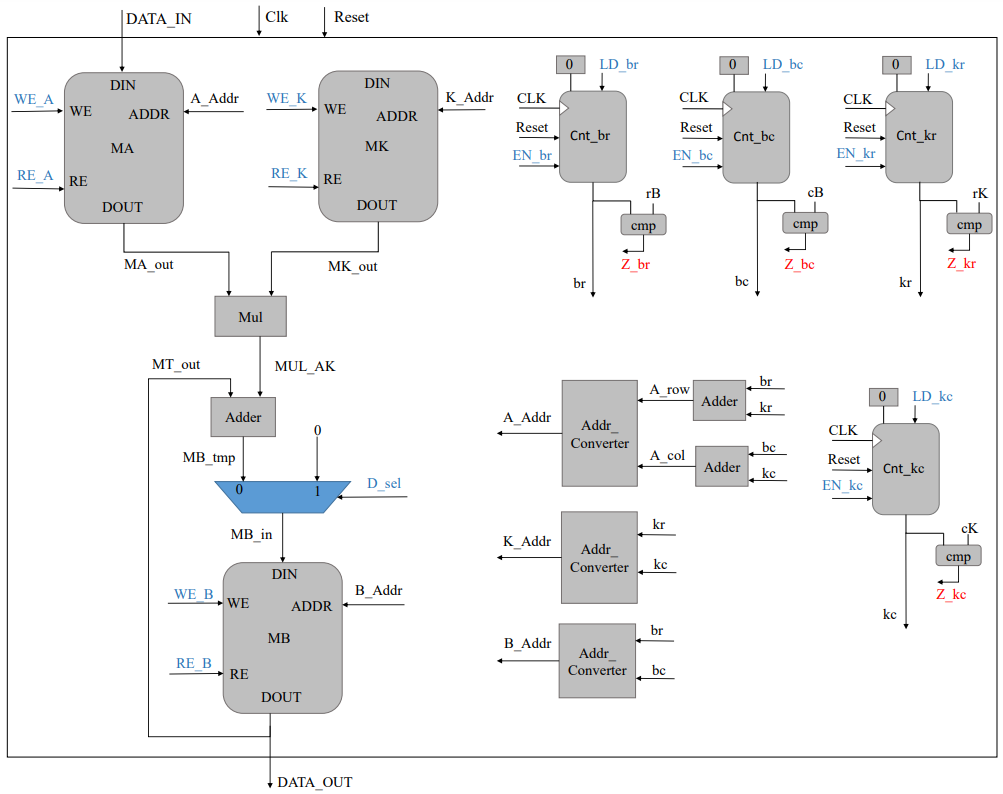 DATA_IN
Clk
Reset
WE_A
DIN
WE
ADDR
A_Addr
MA
RE_A
RE
DOUT
MA_out
WE_K
DIN
WE
ADDR
K_Addr
MK
RE_K
RE
DOUT
MK_out
Mul
MT_out
MUL_AK
Adder
MB_tmp
0
0
1
D_sel
MB_in
WE_B
DIN
WE
ADDR
B_Addr
MB
RE_B
RE
DOUT
DATA_OUT
0
LD_br
CLK
Reset
EN_br
Cnt_br
rB
cmp
Z_br
br
0
LD_bc
CLK
Reset
EN_bc
Cnt_bc
cB
cmp
Z_bc
bc
0
LD_kr
CLK
Reset
EN_kr
Cnt_kr
rK
cmp
Z_kr
kr
A_Addr
Addr_
Converter
A_row
Adder
br
kr
A_col
Adder
bc
kc
K_Addr
Addr_
Converter
kr
kc
B_Addr
Addr_
Converter
br
bc
0
LD_kc
CLK
Reset
EN_kc
Cnt_kc
cK
cmp
Z_kc
kc